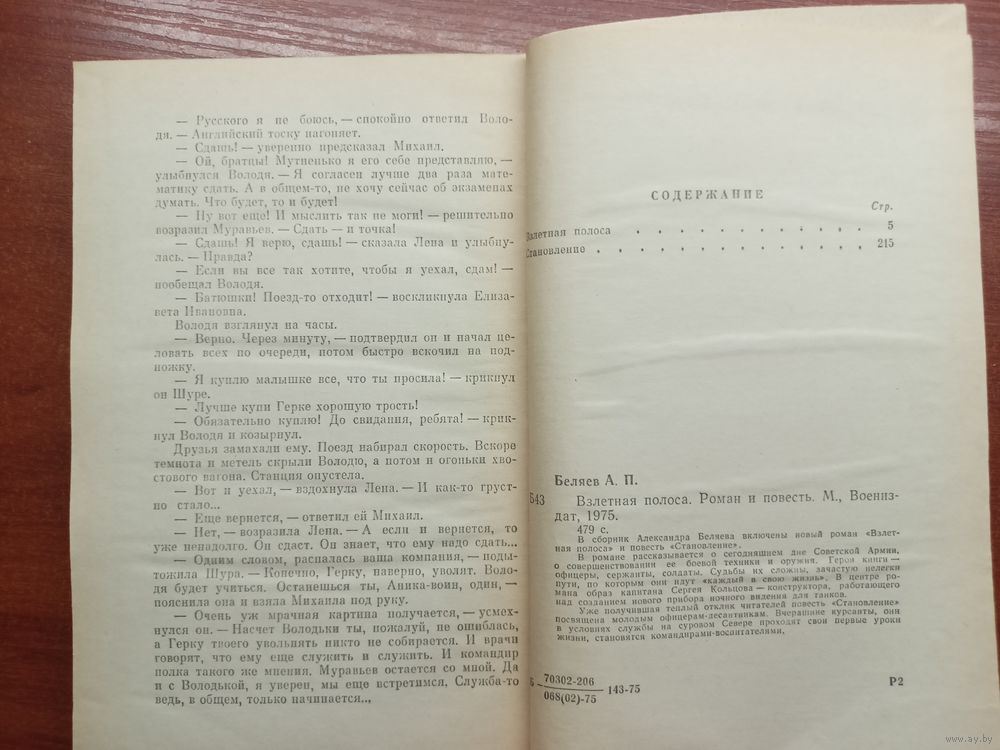 — Русского я не боюсь, — спокойно ответил Воло-
дя. — Английский тоску нагоняет.
— Сдашь! — уверенно предсказал Михаил.
— Ой, братцы! Мутненько я его себе представляю, —
улыбнулся Володя. — Я согласен лучше два раза мате-
матику сдать. А в общем-то, не хочу сейчас об экзаменах
думать. Что будет, то и будет!
— Ну вот еще! И мыслить так не моги! — решительно
возразил Муравьев. — Сдать — и точка!
— Сдашь! Я верю, сдашь! — сказала Лена и улыбну-
лась. — Правда?
— Если вы все так хотите, чтобы я уехал, сдам! —
пообещал Володя.
— Батюшки! Поезд-то отходит! — воскликнула Елиза-
вета Ивановна.
Володя взглянул на часы.
— Верно. Через минуту, — подтвердил он и начал це-
ловать всех по очереди, потом быстро вскочил на под-
ножку.
— Я куплю малышке все, что ты просила! — крикнул
он Шуре.
— Лучше купи Герке хорошую трость!
— Обязательно куплю! До свидания, ребята! — крик-
нул Володя и козырнул.
Друзья замахали ему. Поезд набирал скорость. Вскоре
темнота и метель скрыли Володю, а потом и огоньки хво-
стового вагона. Станция опустела.
— Вот и уехал, — вздохнула Лена. — И как-то груст-
но стало...
— Еще вернется, — ответил ей Михаил.
— Нет, — возразила Лена. — А если и вернется, то
уже ненадолго. Он сдаст. Он знает, что ему надо сдать...
— Одним словом, распалась ваша компания, — поды-
тожила Шура. — Конечно, Герку, наверно, уволят. Воло-
дя будет учиться. Останешься ты, Аника-воин, один, —
пояснила она и взяла Михаила под руку.
— Очень уж мрачная картина получается, — усмех-
нулся он. — Насчет Володьки ты, пожалуй, не ошиблась,
а Герку твоего увольнять никто не собирается. И врачи
говорят, что ему еще служить и служить. И командир
полка такого же мнения. Муравьев остается со мной. Да
и с Володькой, я уверен, мы еще встретимся. Служба-то
ведь, в общем, только начинается...
СОДЕРЖАНИЕ
Стр.
Взлетная полоса . . . . . . . . . . . . 5
Становление . . . . . . . . . . . . . 215
Беляев А. П.
Б43 Взлетная полоса. Роман и повесть. М., Воениз-
дат, 1975.
479 с.
В сборник Александра Беляева включены новый роман «Взлет-
ная полоса» и повесть «Становление».
В романе рассказывается о сегодняшнем дне Советской Армии,
о совершенствовании ее боевой техники и оружия. Герои книги —
офицеры, сержанты, солдаты. Судьбы их сложны, зачастую нелегки
пути, по которым они идут «каждый в свою жизнь». В центре ро-
мана образ капитана Сергея Кольцова — конструктора, работающего
над созданием нового прибора ночного видения для танков.
Уже получившая теплый отклик читателей повесть «Становление»
посвящена молодым офицерам-десантникам. Вчерашние курсанты, они
в условиях службы на суровом Севере проходят свои первые уроки
жизни, становятся командирами-воспитателями.
Б 70302-206
068(02)-75 143-75 Р2
www.ay.by